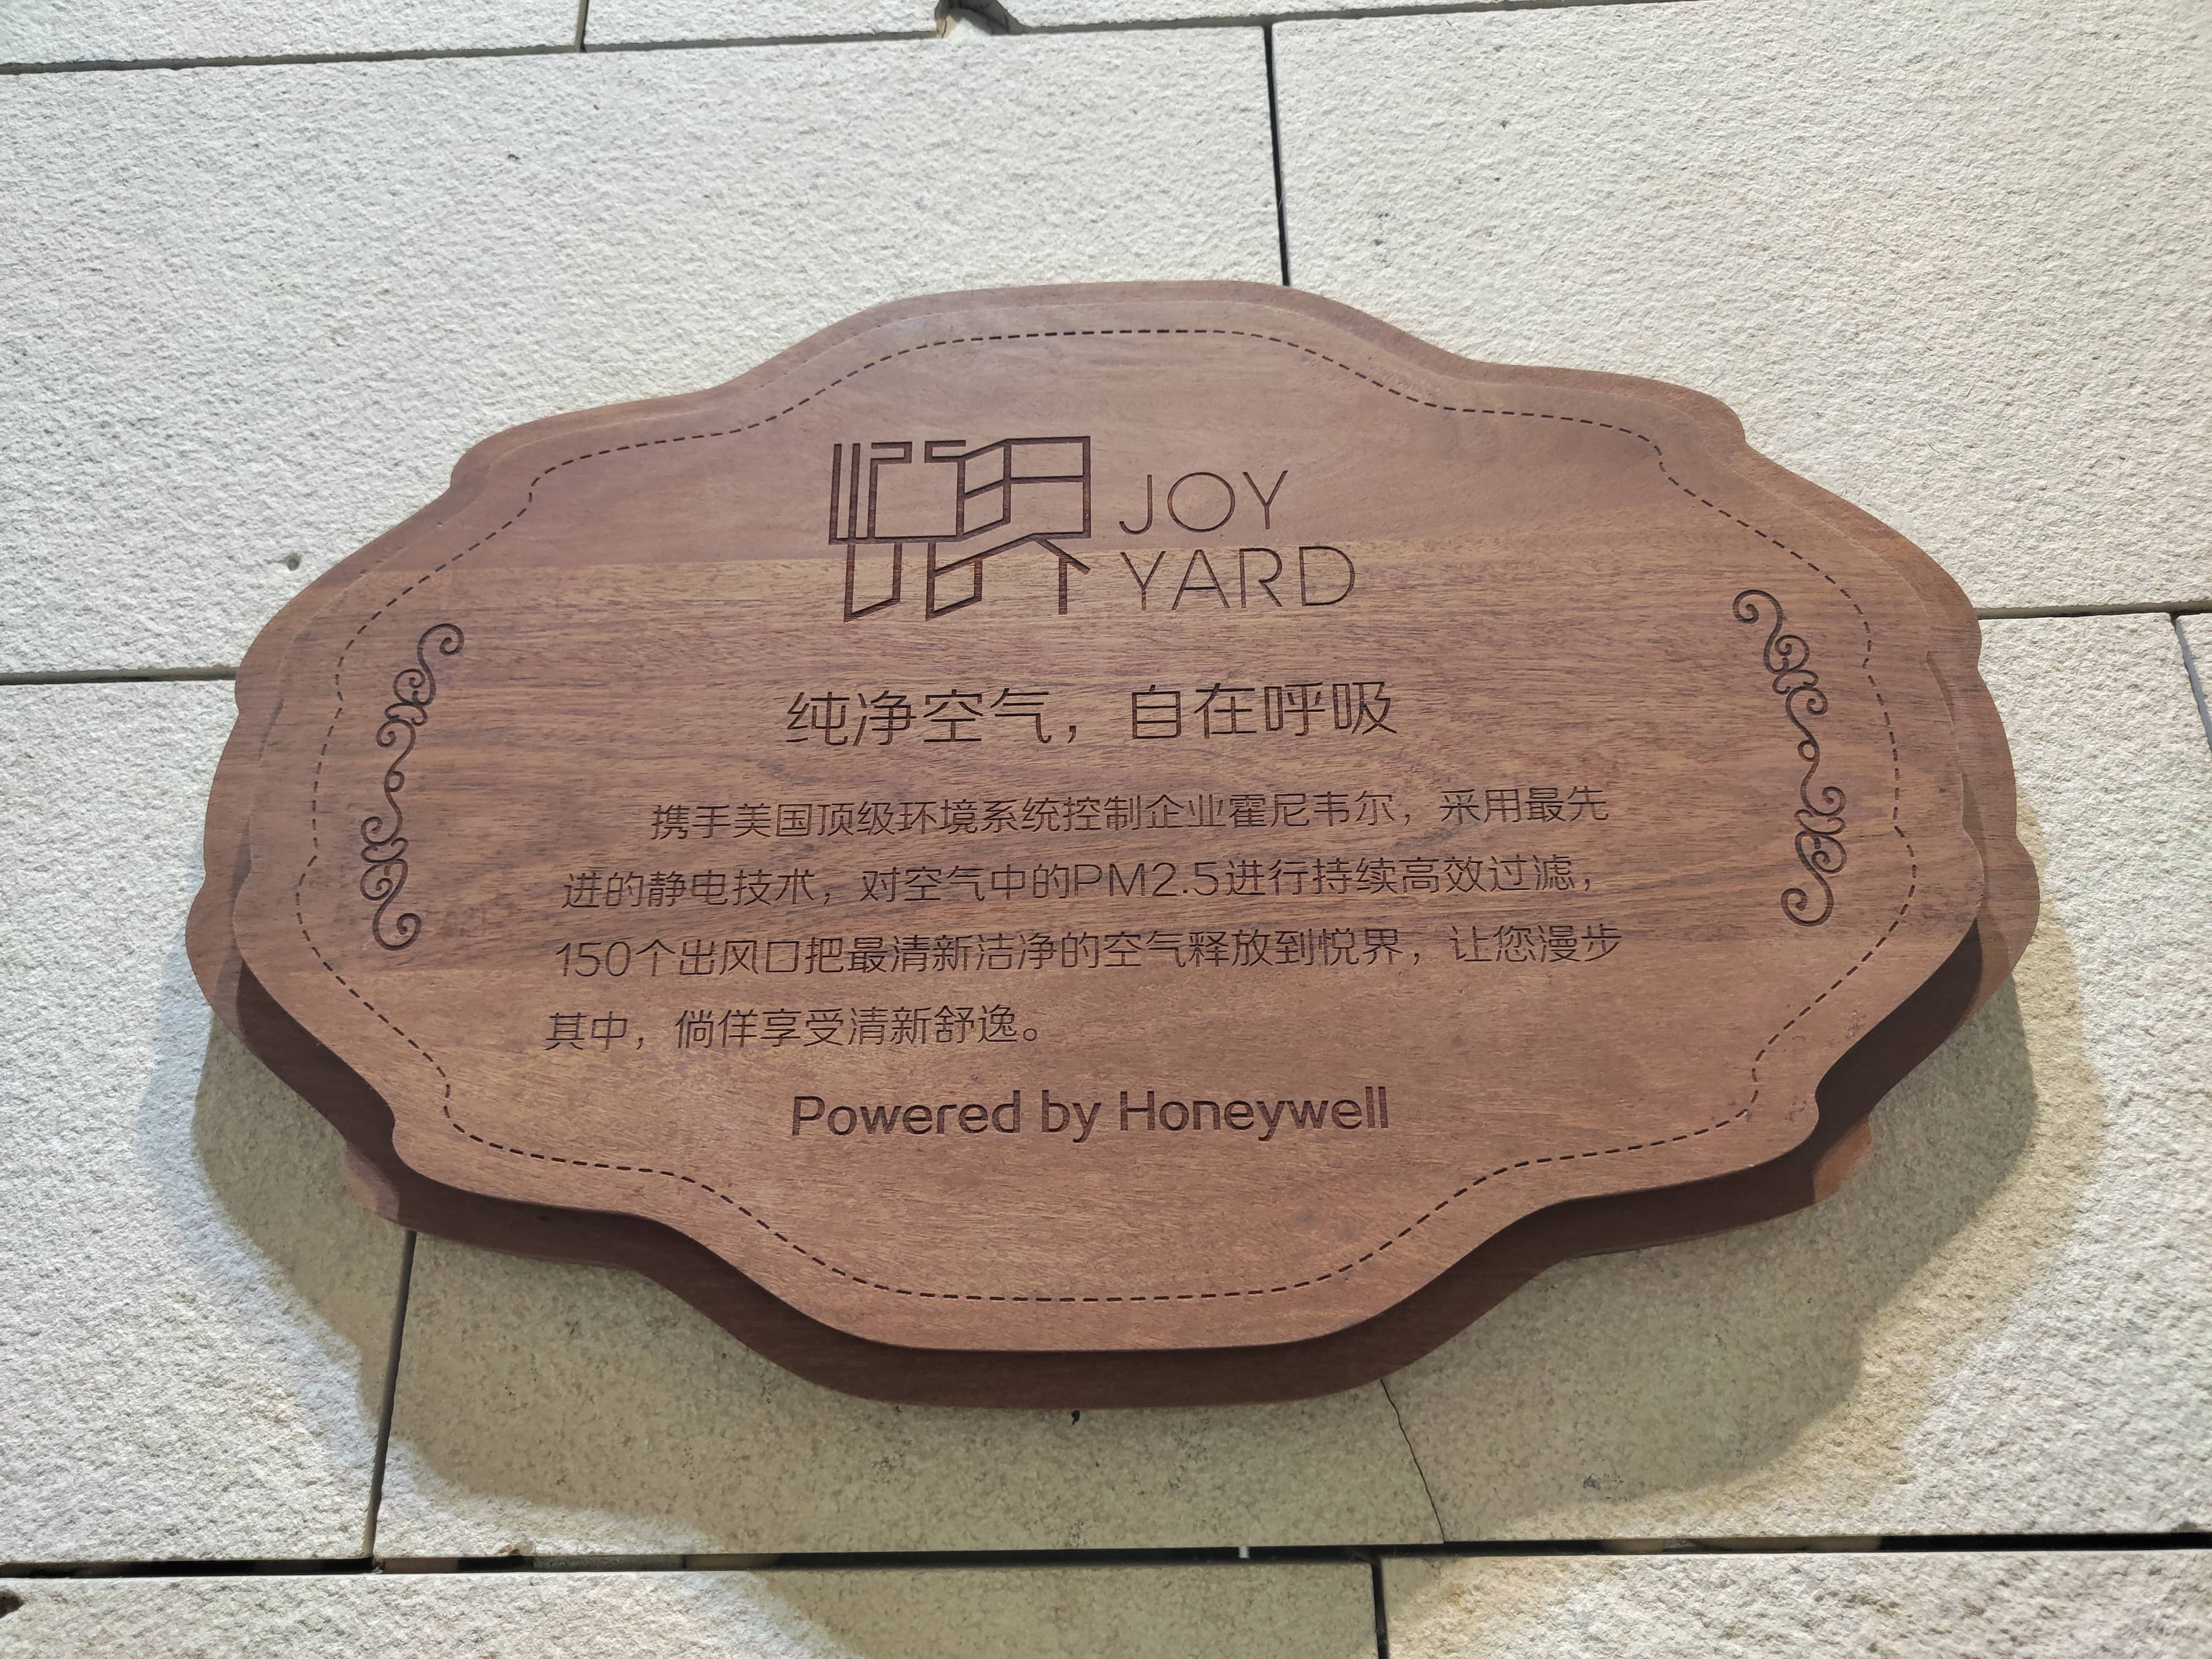 悦界 JOY
YARD
纯净空气，自在呼吸
携手美国顶级环境系统控制企业霍尼韦尔，采用最先
进的静电技术，对空气中的PM2.5进行持续高效过滤，
150个出风口把最清新洁净的空气释放到悦界，让您漫步
其中，倘佯享受清新舒逸。
Powered by Honeywell